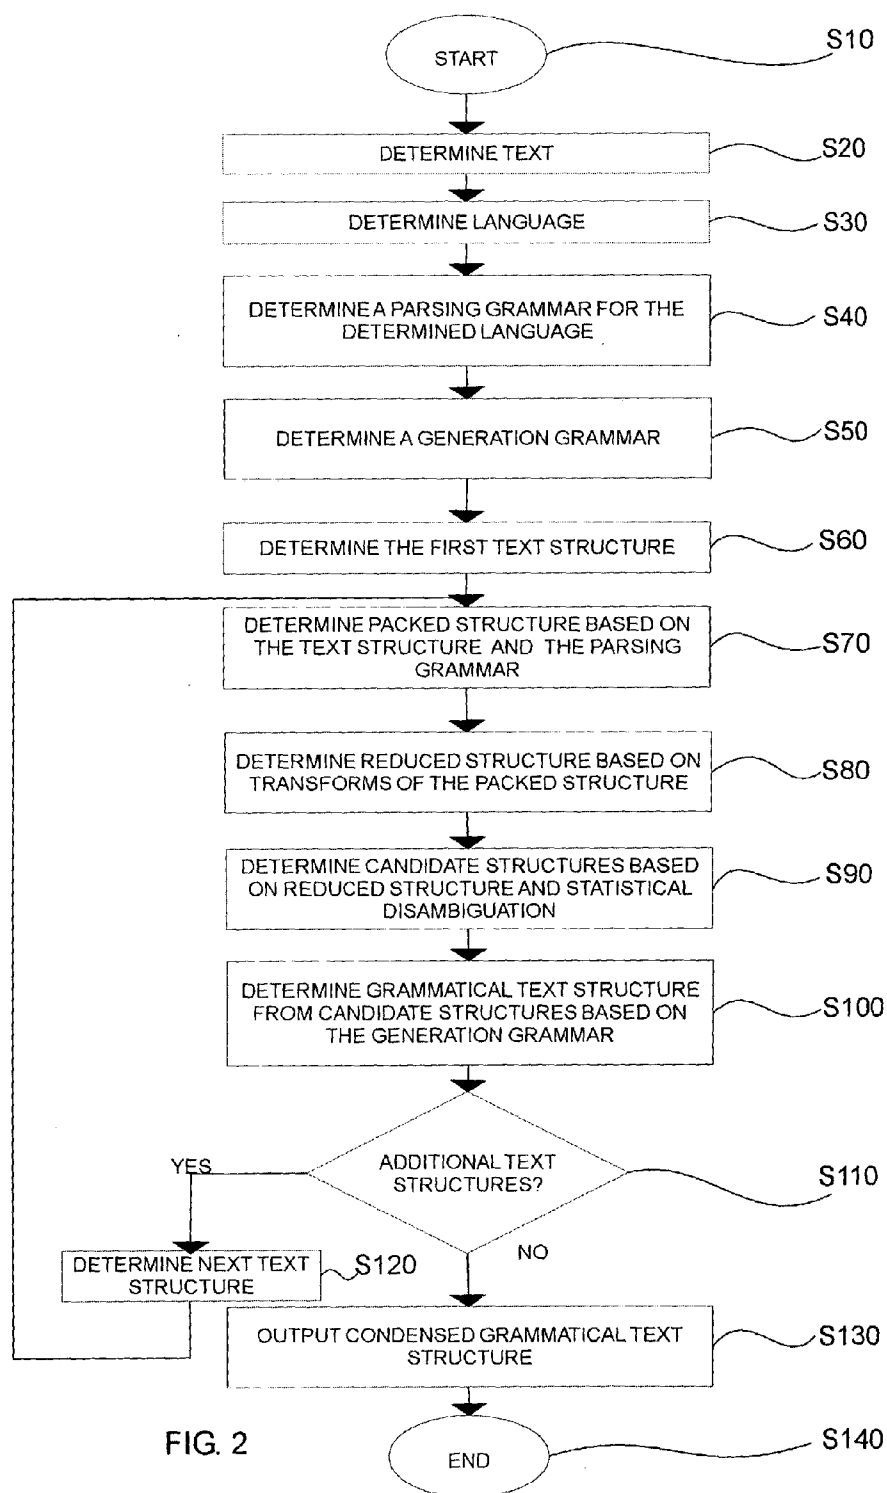 START
S10
DETERMINE TEXT
S20
DETERMINE LANGUAGE
S30
DETERMINE A PARSING GRAMMAR FOR THE
DETERMINED LANGUAGE
S40
DETERMINE A GENERATION GRAMMAR
S50
DETERMINE THE FIRST TEXT STRUCTURE
S60
DETERMINE PACKED STRUCTURE BASED ON
THE TEXT STRUCTURE AND THE PARSING
GRAMMAR
S70
DETERMINE REDUCED STRUCTURE BASED ON
TRANSFORMS OF THE PACKED STRUCTURE
S80
DETERMINE CANDIDATE STRUCTURES BASED
ON REDUCED STRUCTURE AND STATISTICAL
DISAMBIGUATION
S90
DETERMINE GRAMMATICAL TEXT STRUCTURE
FROM CANDIDATE STRUCTURES BASED ON
THE GENERATION GRAMMAR
S100
ADDITIONAL TEXT
STRUCTURES?
S110
YES
NO
DETERMINE NEXT TEXT
STRUCTURE
S120
OUTPUT CONDENSED GRAMMATICAL TEXT
STRUCTURE
S130
END
S140
FIG. 2